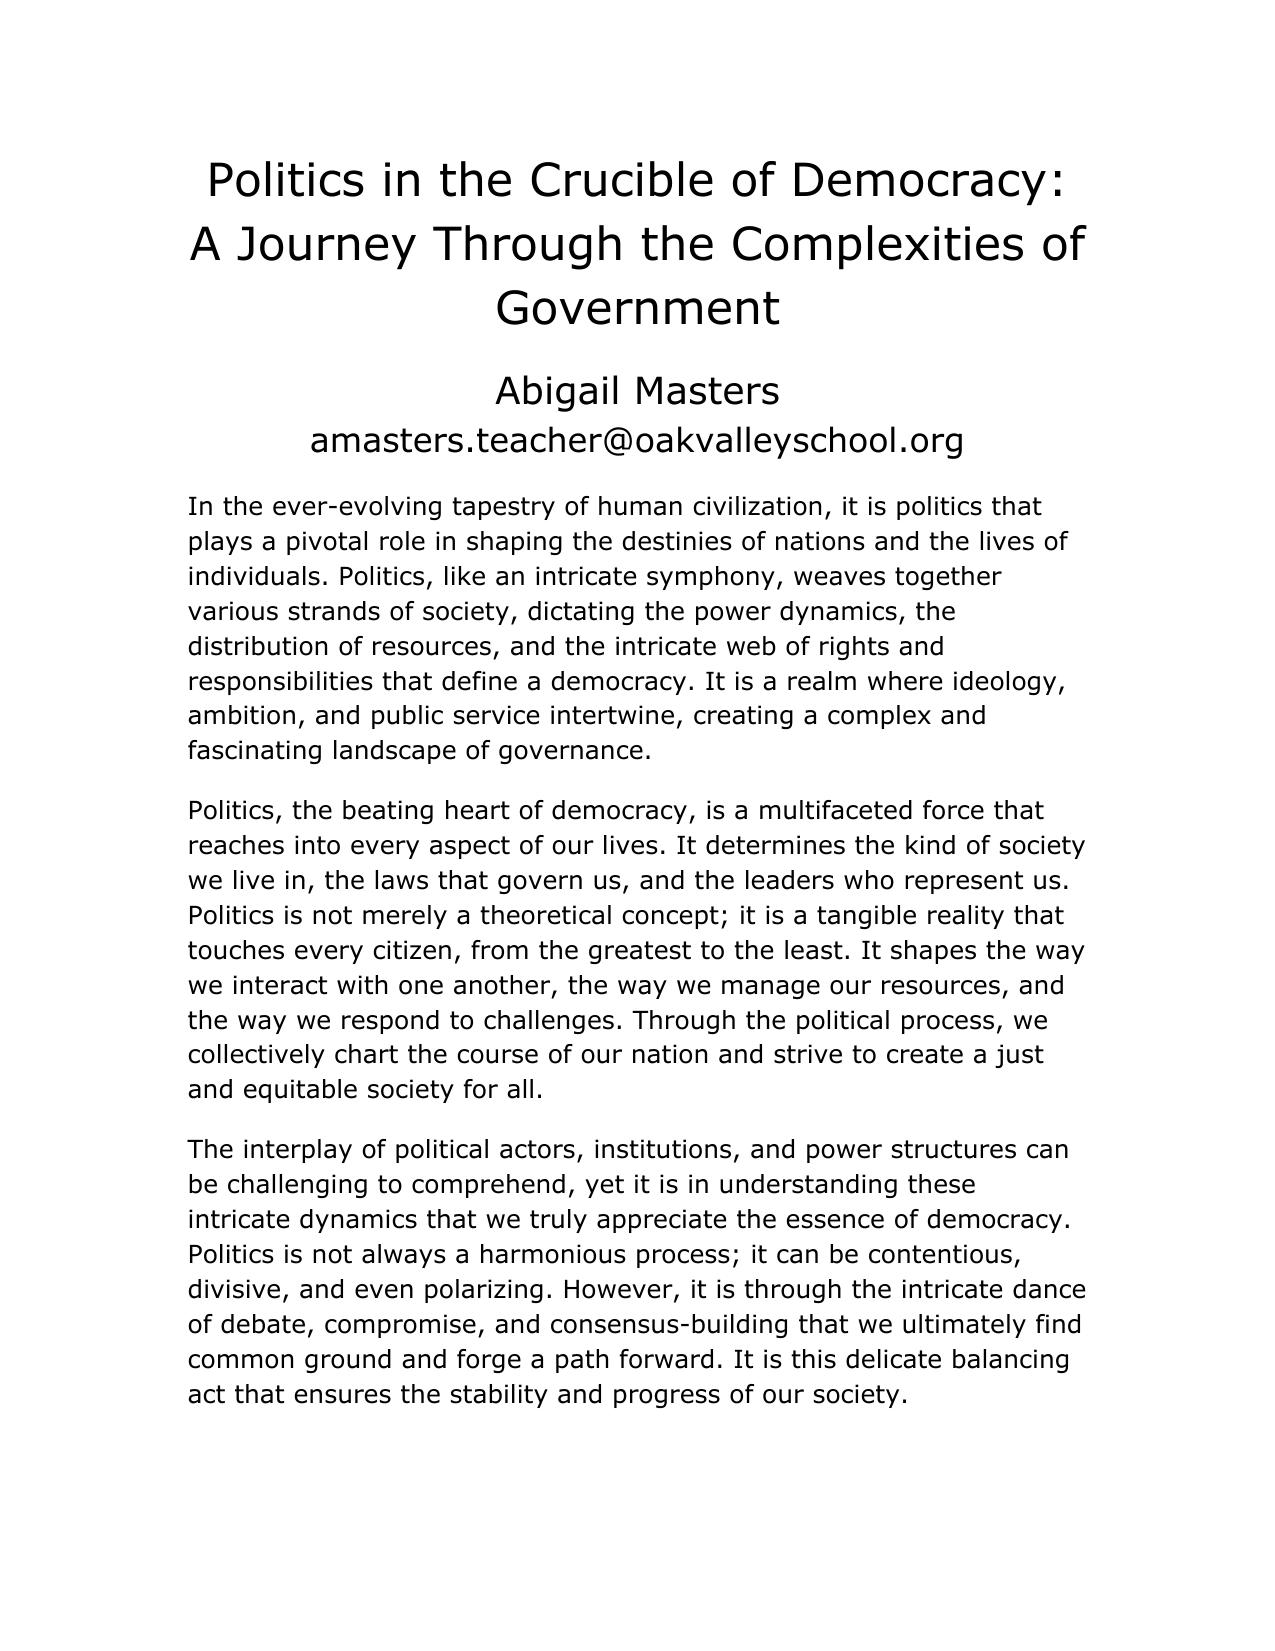 Politics in the Crucible of Democracy:
A Journey Through the Complexities of
Government
Abigail Masters
amasters.teacher@oakvalleyschool.org
In the ever-evolving tapestry of human civilization, it is politics that
plays a pivotal role in shaping the destinies of nations and the lives of
individuals. Politics, like an intricate symphony, weaves together
various strands of society, dictating the power dynamics, the
distribution of resources, and the intricate web of rights and
responsibilities that define a democracy. It is a realm where ideology,
ambition, and public service intertwine, creating a complex and
fascinating landscape of governance.
Politics, the beating heart of democracy, is a multifaceted force that
reaches into every aspect of our lives. It determines the kind of society
we live in, the laws that govern us, and the leaders who represent us.
Politics is not merely a theoretical concept; it is a tangible reality that
touches every citizen, from the greatest to the least. It shapes the way
we interact with one another, the way we manage our resources, and
the way we respond to challenges. Through the political process, we
collectively chart the course of our nation and strive to create a just
and equitable society for all.
The interplay of political actors, institutions, and power structures can
be challenging to comprehend, yet it is in understanding these
intricate dynamics that we truly appreciate the essence of democracy.
Politics is not always a harmonious process; it can be contentious,
divisive, and even polarizing. However, it is through the intricate dance
of debate, compromise, and consensus-building that we ultimately find
common ground and forge a path forward. It is this delicate balancing
act that ensures the stability and progress of our society.